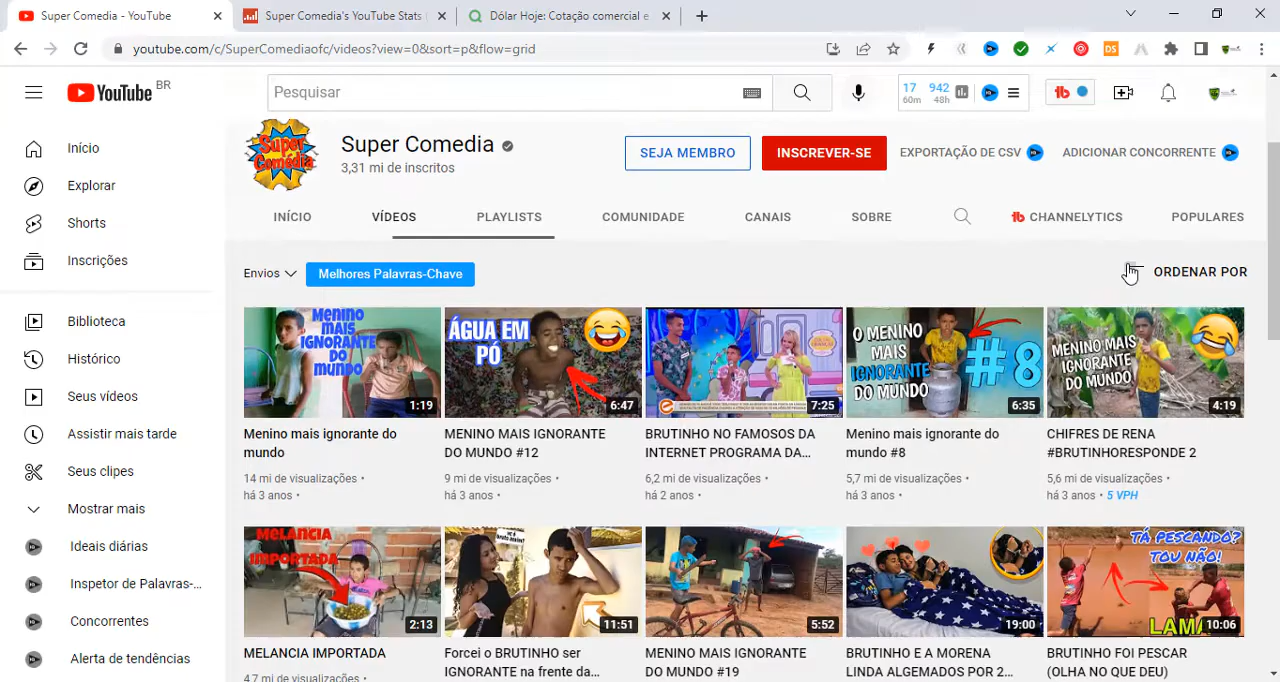 Super Comedia - YouTube
Super Comedia's YouTube Stats
Dólar Hoje: Cotação comercial e
youtube.com/c/SuperComediaofc/videos?view=0&sort=p&flow=grid
DS
YouTube BR
Pesquisar
17 942
60m 48h
Início
Explorar
Shorts
Inscrições
Biblioteca
Histórico
Seus vídeos
Assistir mais tarde
Seus clipes
Mostrar mais
Ideais diárias
Inspetor de Palavras-...
Concorrentes
Alerta de tendências
Super Comédia
Super Comedia
3,31 mi de inscritos
SEJA MEMBRO
INSCREVER-SE
EXPORTAÇÃO DE CSV
ADICIONAR CONCORRENTE
INÍCIO
VÍDEOS
PLAYLISTS
COMUNIDADE
CANAIS
SOBRE
CHANNELYTICS
POPULARES
Envios
Melhores Palavras-Chave
ORDENAR POR
Menino
mais
IGNORANTE
DO
mundo
1:19
Menino mais ignorante do
mundo
14 mi de visualizações •
há 3 anos •
ÁGUA EM
PÓ
6:47
MENINO MAIS IGNORANTE
DO MUNDO #12
9 mi de visualizações •
há 3 anos •
7:25
BRUTINHO NO FAMOSOS DA
INTERNET PROGRAMA DA...
6,2 mi de visualizações •
há 2 anos •
O MENINO
MAIS
IGNORANTE
DO MUNDO
#8
6:35
Menino mais ignorante do
mundo #8
5,7 mi de visualizações •
há 3 anos •
MENINO MAIS
IGNORANTE
DO MUNDO
4:19
CHIFRES DE RENA
#BRUTINHORESPONDE 2
5,6 mi de visualizações •
há 3 anos • 5 VPH
MELANCIA
IMPORTADA
2:13
MELANCIA IMPORTADA
4,7 mi de visualizações •
11:51
Forcei o BRUTINHO ser
IGNORANTE na frente da...
5:52
MENINO MAIS IGNORANTE
DO MUNDO #19
19:00
BRUTINHO E A MORENA
LINDA ALGEMADOS POR 2...
TÁ PESCANDO?
TOU NÃO!
LAMA
10:06
BRUTINHO FOI PESCAR
(OLHA NO QUE DEU)